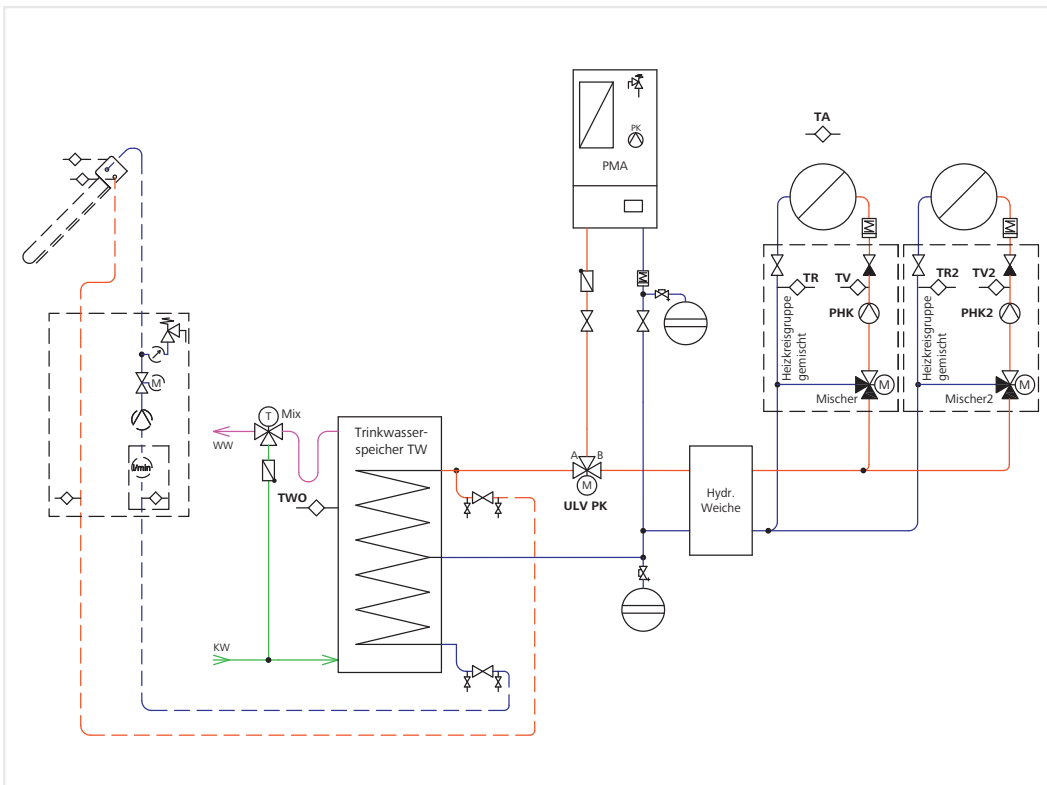 TA
PK
PMA
TR
TV
TR2
TV2
PHK
PHK2
Heizkreisgruppe
gemischt
Heizkreisgruppe
gemischt
M
M
Mischer
Mischer2
M
l/min
T
Mix
WW
Trinkwasser-
speicher TW
TWO
A
B
M
ULV PK
Hydr.
Weiche
KW